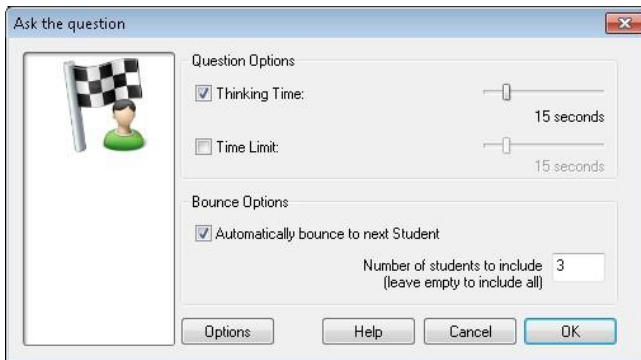 Ask the question
Question Options
Thinking Time:
15 seconds
Time Limit:
15 seconds
Bounce Options
Automatically bounce to next Student
Number of students to include 3
(leave empty to include all)
Options Help Cancel OK